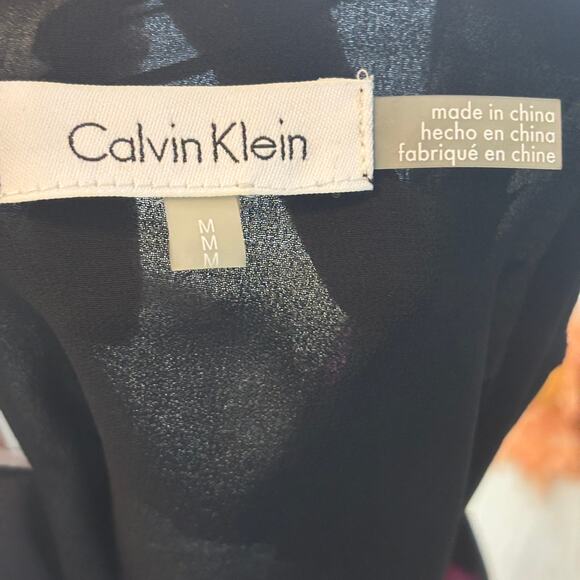 Calvin Klein
made in china
hecho en china
fabriqué en chine
M
M
M